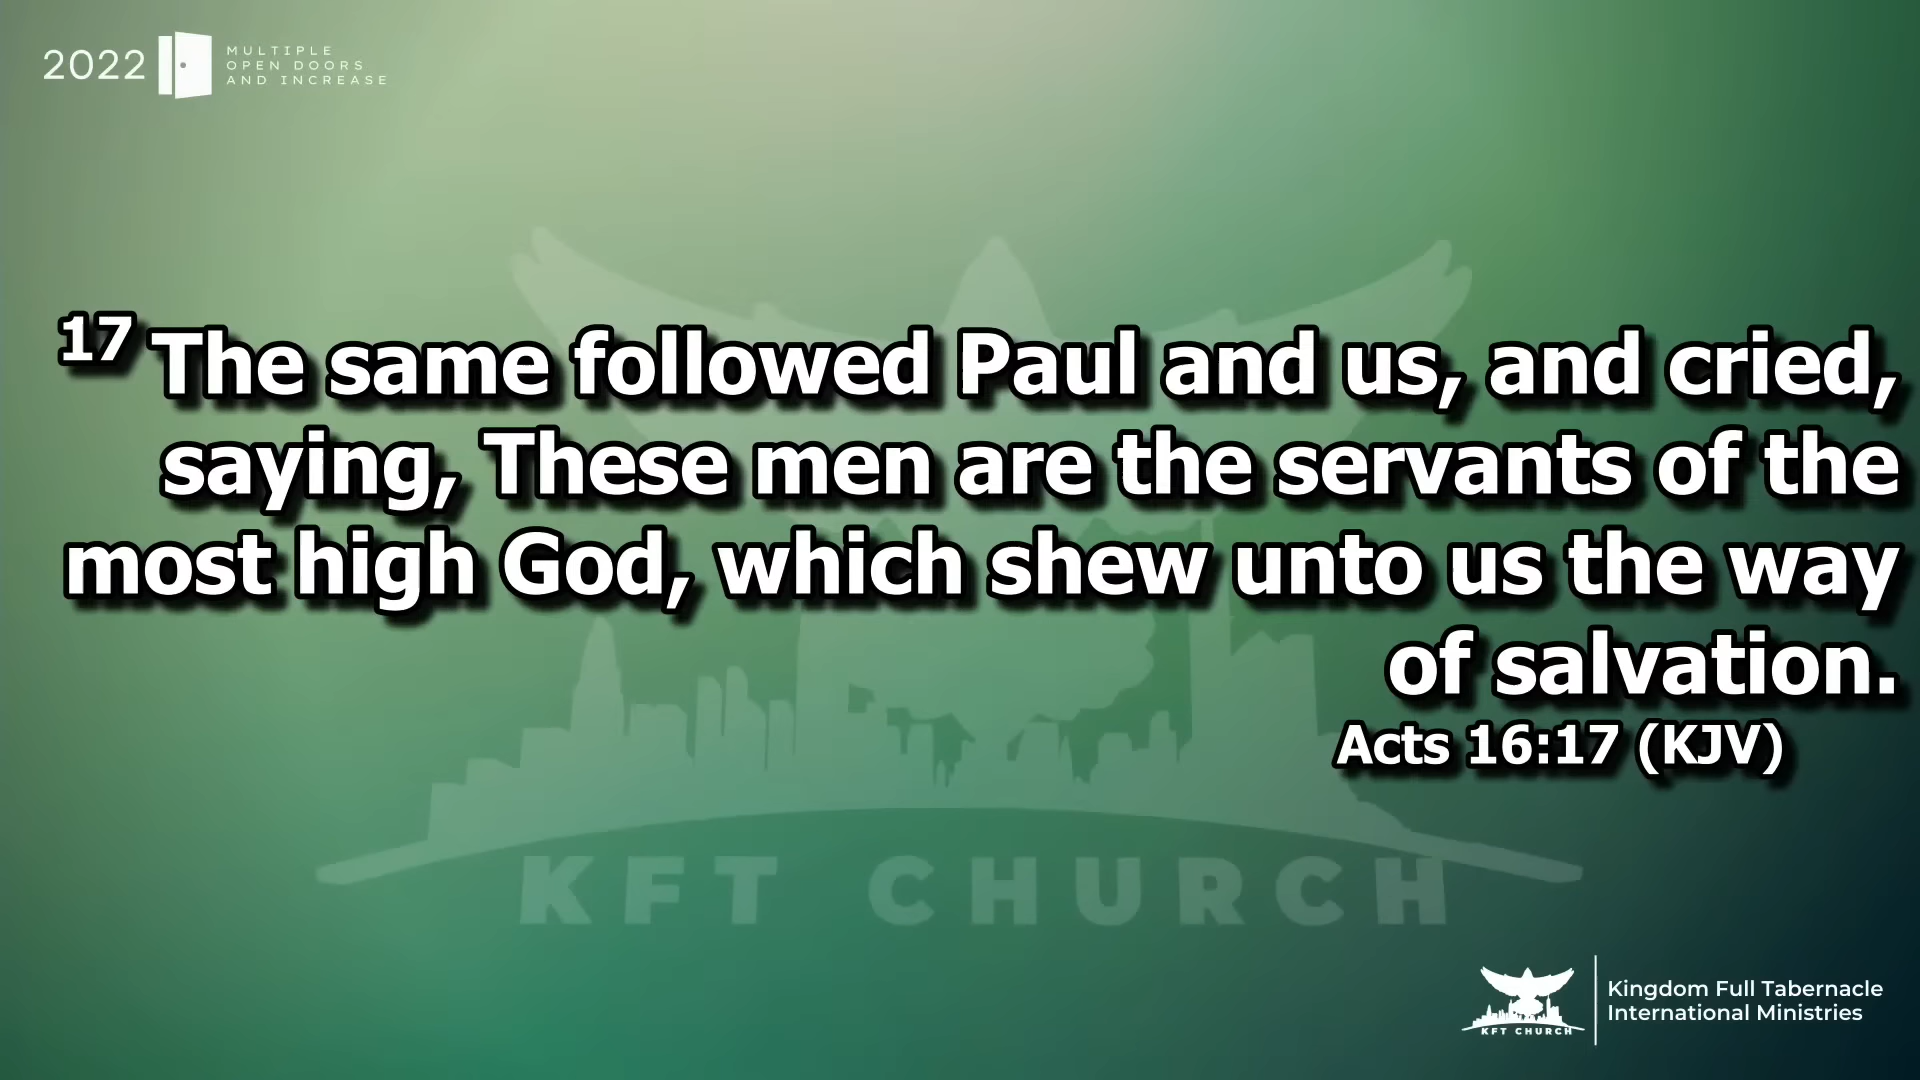 2022
MULTIPLE
OPEN DOORS
AND INCREASE
17 The same followed Paul and us, and cried,
saying, These men are the servants of the
most high God, which shew unto us the way
of salvation.
Acts 16:17 (KJV)
KFT CHURCH
KFT CHURCH
Kingdom Full Tabernacle
International Ministries